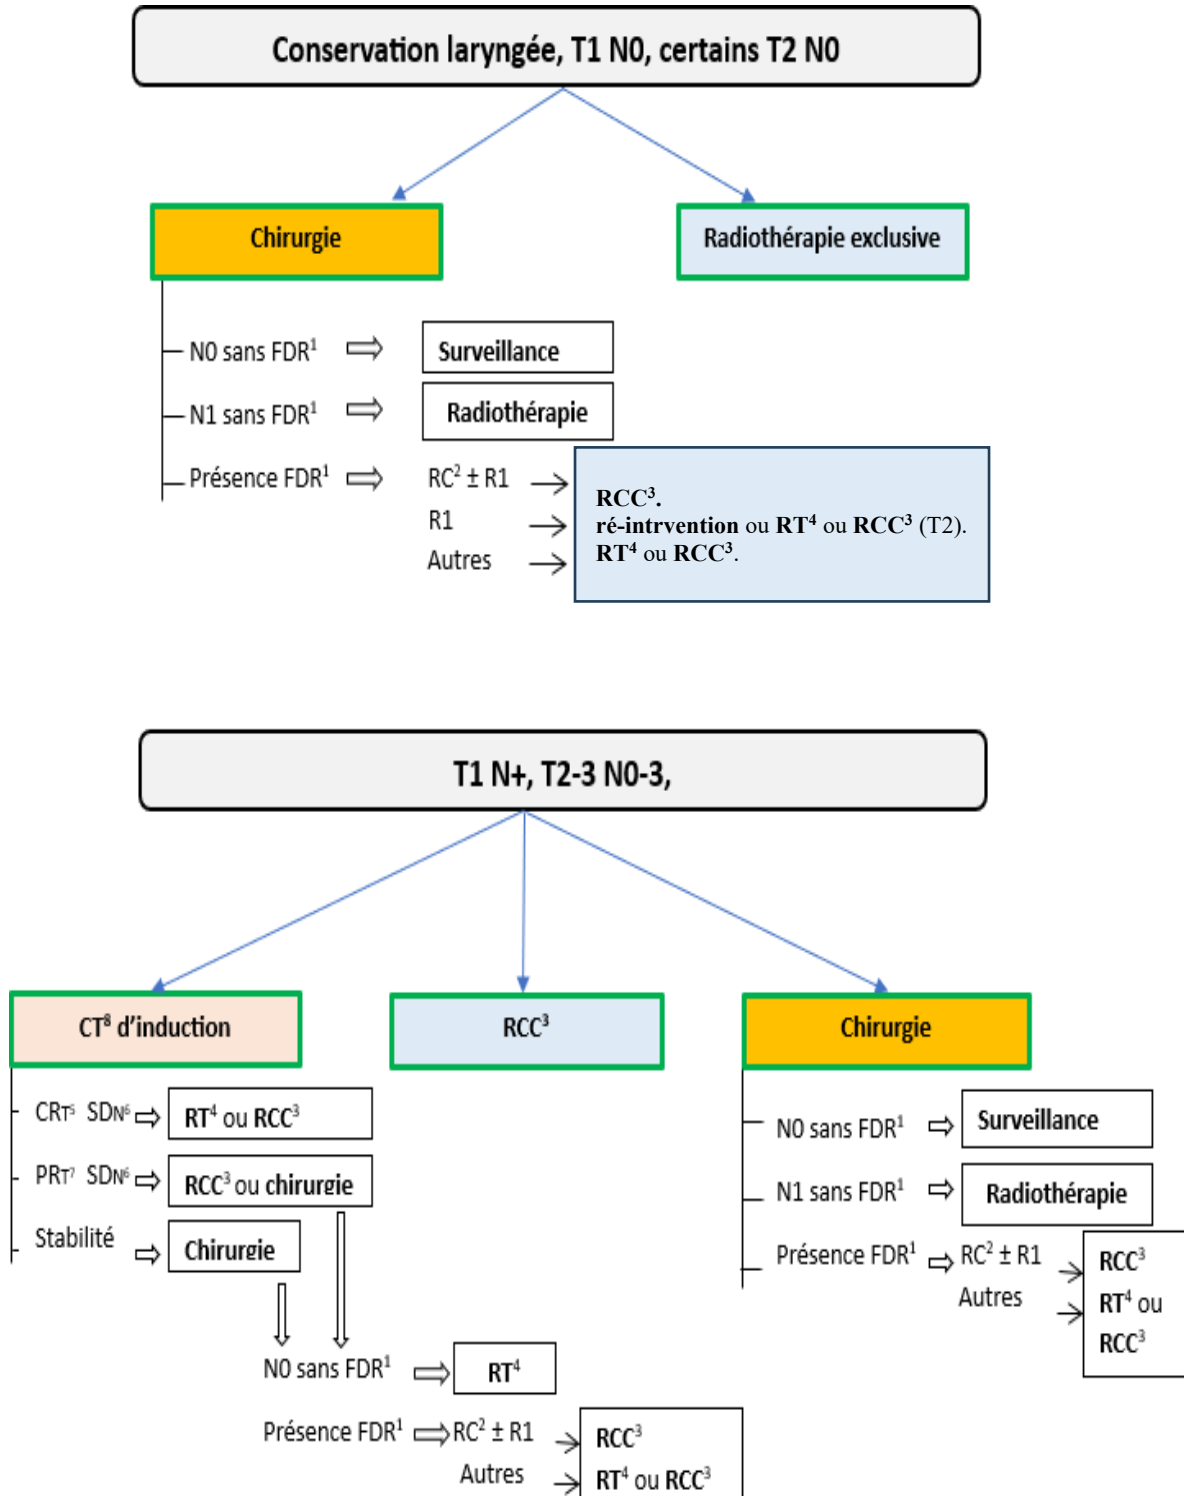 Conservation laryngée, T1 N0, certains T2 N0
Chirurgie
Radiothérapie exclusive
N0 sans FDR¹
Surveillance
N1 sans FDR¹
Radiothérapie
Présence FDR¹
RC² ± R1
R1
Autres
RCC³.
ré-intrvention ou RT⁴ ou RCC³ (T2).
RT⁴ ou RCC³.
T1 N+, T2-3 N0-3,
CT⁸ d'induction
RCC³
Chirurgie
CRT⁵ SDN⁶
RT⁴ ou RCC³
PRT⁷ SDN⁶
RCC³ ou chirurgie
Stabilité
Chirurgie
N0 sans FDR¹
RT⁴
Présence FDR¹
RC² ± R1
Autres
RCC³
RT⁴ ou RCC³
N0 sans FDR¹
Surveillance
N1 sans FDR¹
Radiothérapie
Présence FDR¹
RC² ± R1
Autres
RCC³
RT⁴ ou
RCC³